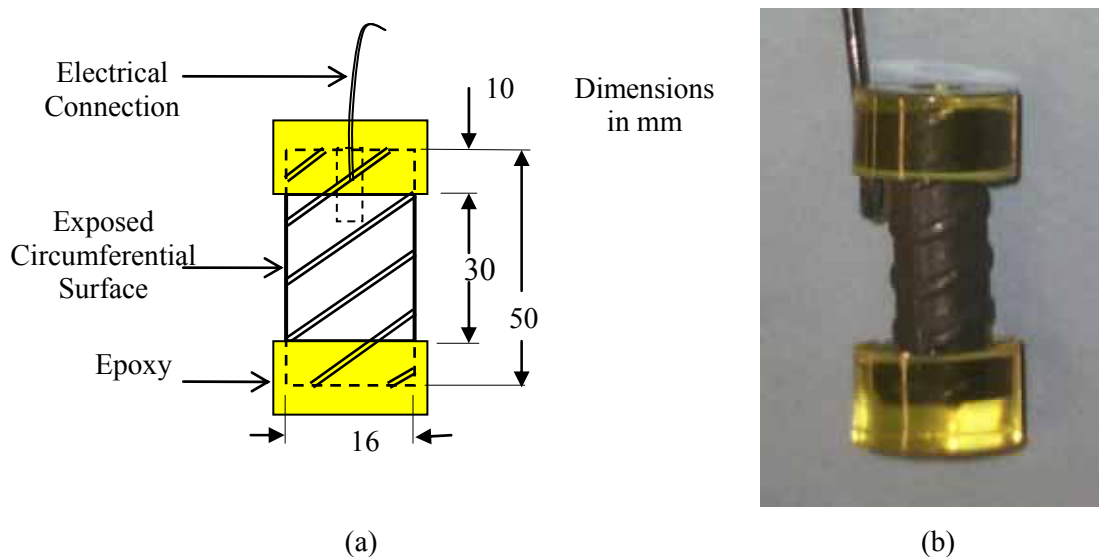 Electrical
Connection
10
Dimensions
in mm
Exposed
Circumferential
Surface
30
50
Epoxy
16
(a)
(b)